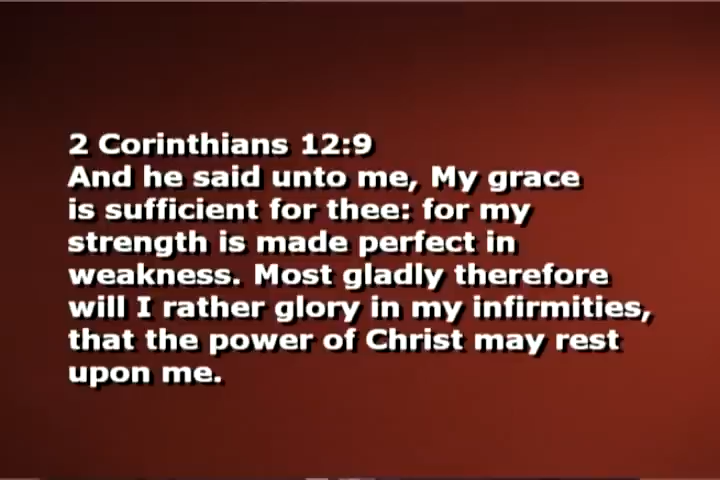 2 Corinthians 12:9
And he said unto me, My grace
is sufficient for thee: for my
strength is made perfect in
weakness. Most gladly therefore
will I rather glory in my infirmities,
that the power of Christ may rest
upon me.